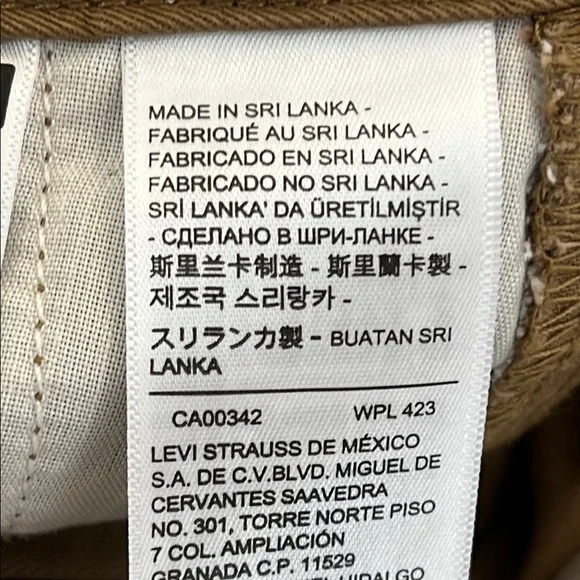 MADE IN SRI LANKA -
FABRIQUÉ AU SRI LANKA -
FABRICADO EN SRI LANKA -
FABRICADO NO SRI LANKA -
SRİ LANKA' DA ÜRETİLMİŞTİR
- СДЕЛАНО В ШРИ-ЛАНКЕ -
斯里兰卡制造 - 斯里蘭卡製 -
제조국 스리랑카 -
スリランカ製 - BUATAN SRI
LANKA
CA00342 WPL 423
LEVI STRAUSS DE MÉXICO
S.A. DE C.V.BLVD. MIGUEL DE
CERVANTES SAAVEDRA
NO. 301, TORRE NORTE PISO
7 COL. AMPLIACIÓN
GRANADA C.P. 11529
HIDALGO